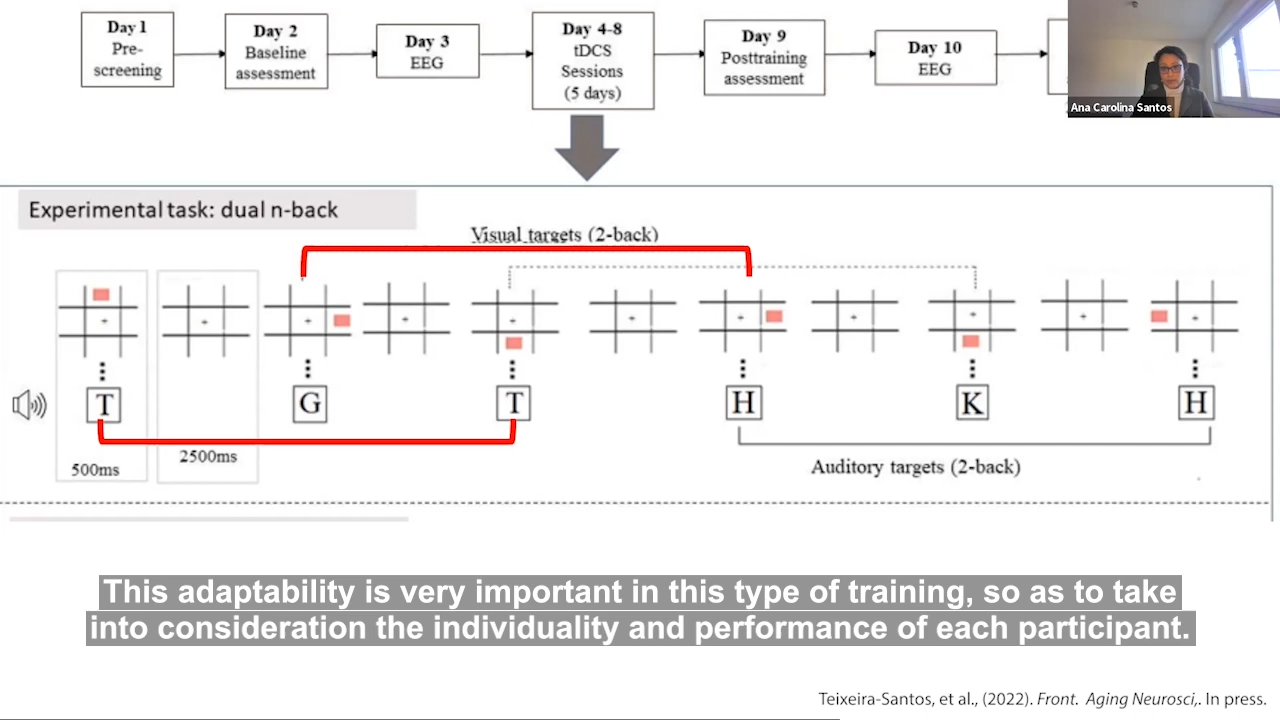 Day 1
Pre-
screening
Day 2
Baseline
assessment
Day 3
EEG
Day 4-8
tDCS
Sessions
(5 days)
Day 9
Posttraining
assessment
Day 10
EEG
Ana Carolina Santos
Experimental task: dual n-back
Visual targets (2-back)
T
G
T
H
K
H
500ms
2500ms
Auditory targets (2-back)
This adaptability is very important in this type of training, so as to take
into consideration the individuality and performance of each participant.
Teixeira-Santos, et al., (2022). Front. Aging Neurosci,. In press.